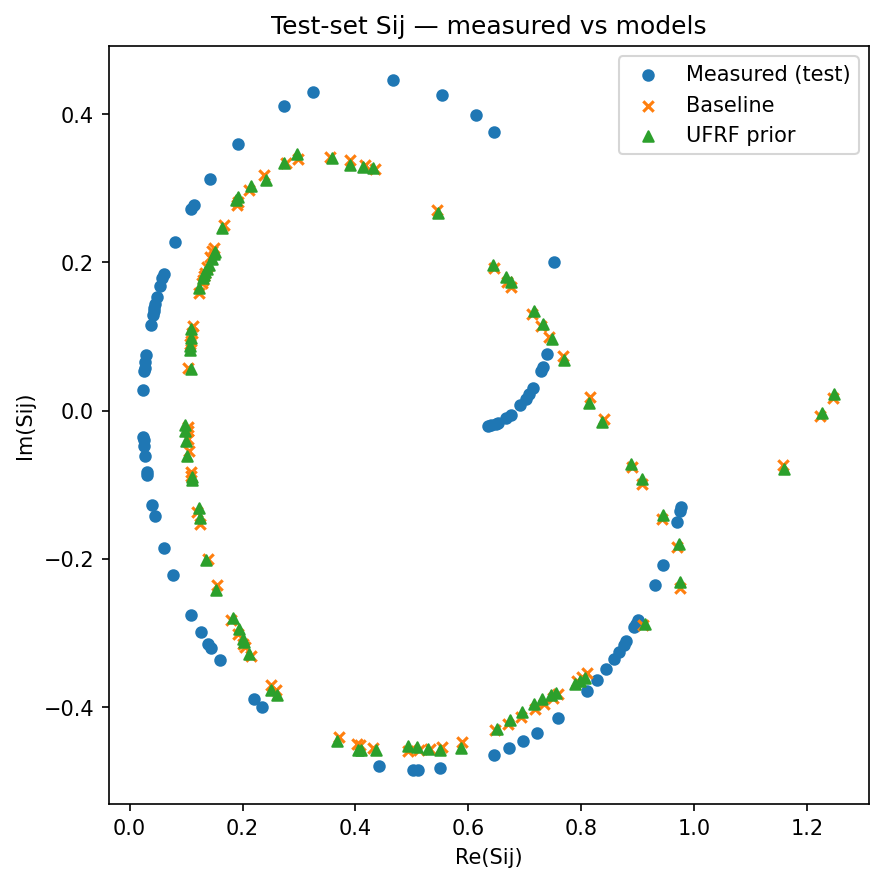 Test-set Sij — measured vs models
Measured (test)
Baseline
UFRF prior
0.4
0.2
0.0
−0.2
−0.4
Im(Sij)
0.0 0.2 0.4 0.6 0.8 1.0 1.2
Re(Sij)